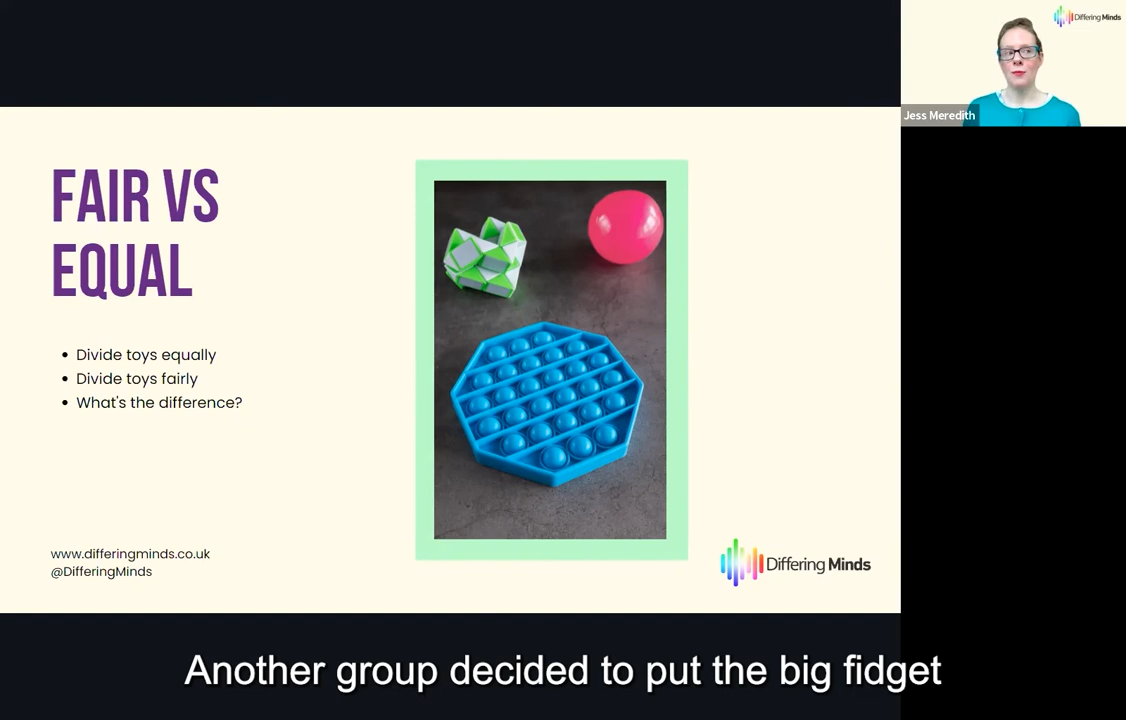 Differing Minds
Jess Meredith
FAIR VS
EQUAL
Divide toys equally
Divide toys fairly
What's the difference?
www.differingminds.co.uk
@DifferingMinds
Differing Minds
Another group decided to put the big fidget